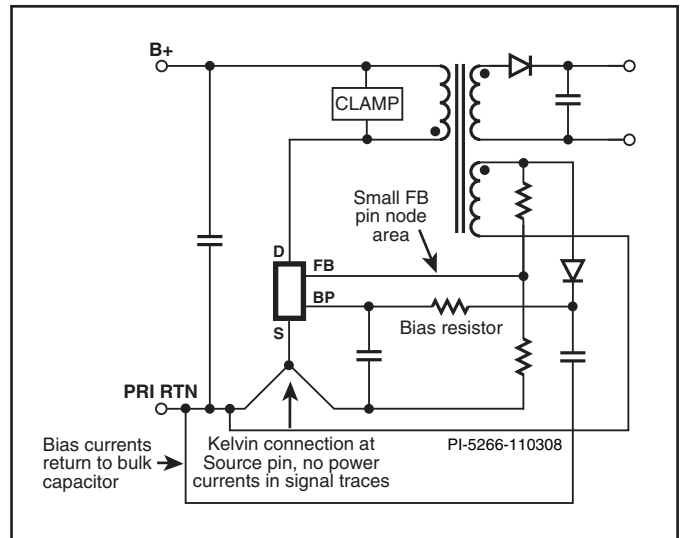 B+
CLAMP
Small FB
pin node
area
D
FB
BP
S
Bias resistor
PRI RTN
PI-5266-110308
Bias currents
return to bulk
capacitor
Kelvin connection at
Source pin, no power
currents in signal traces